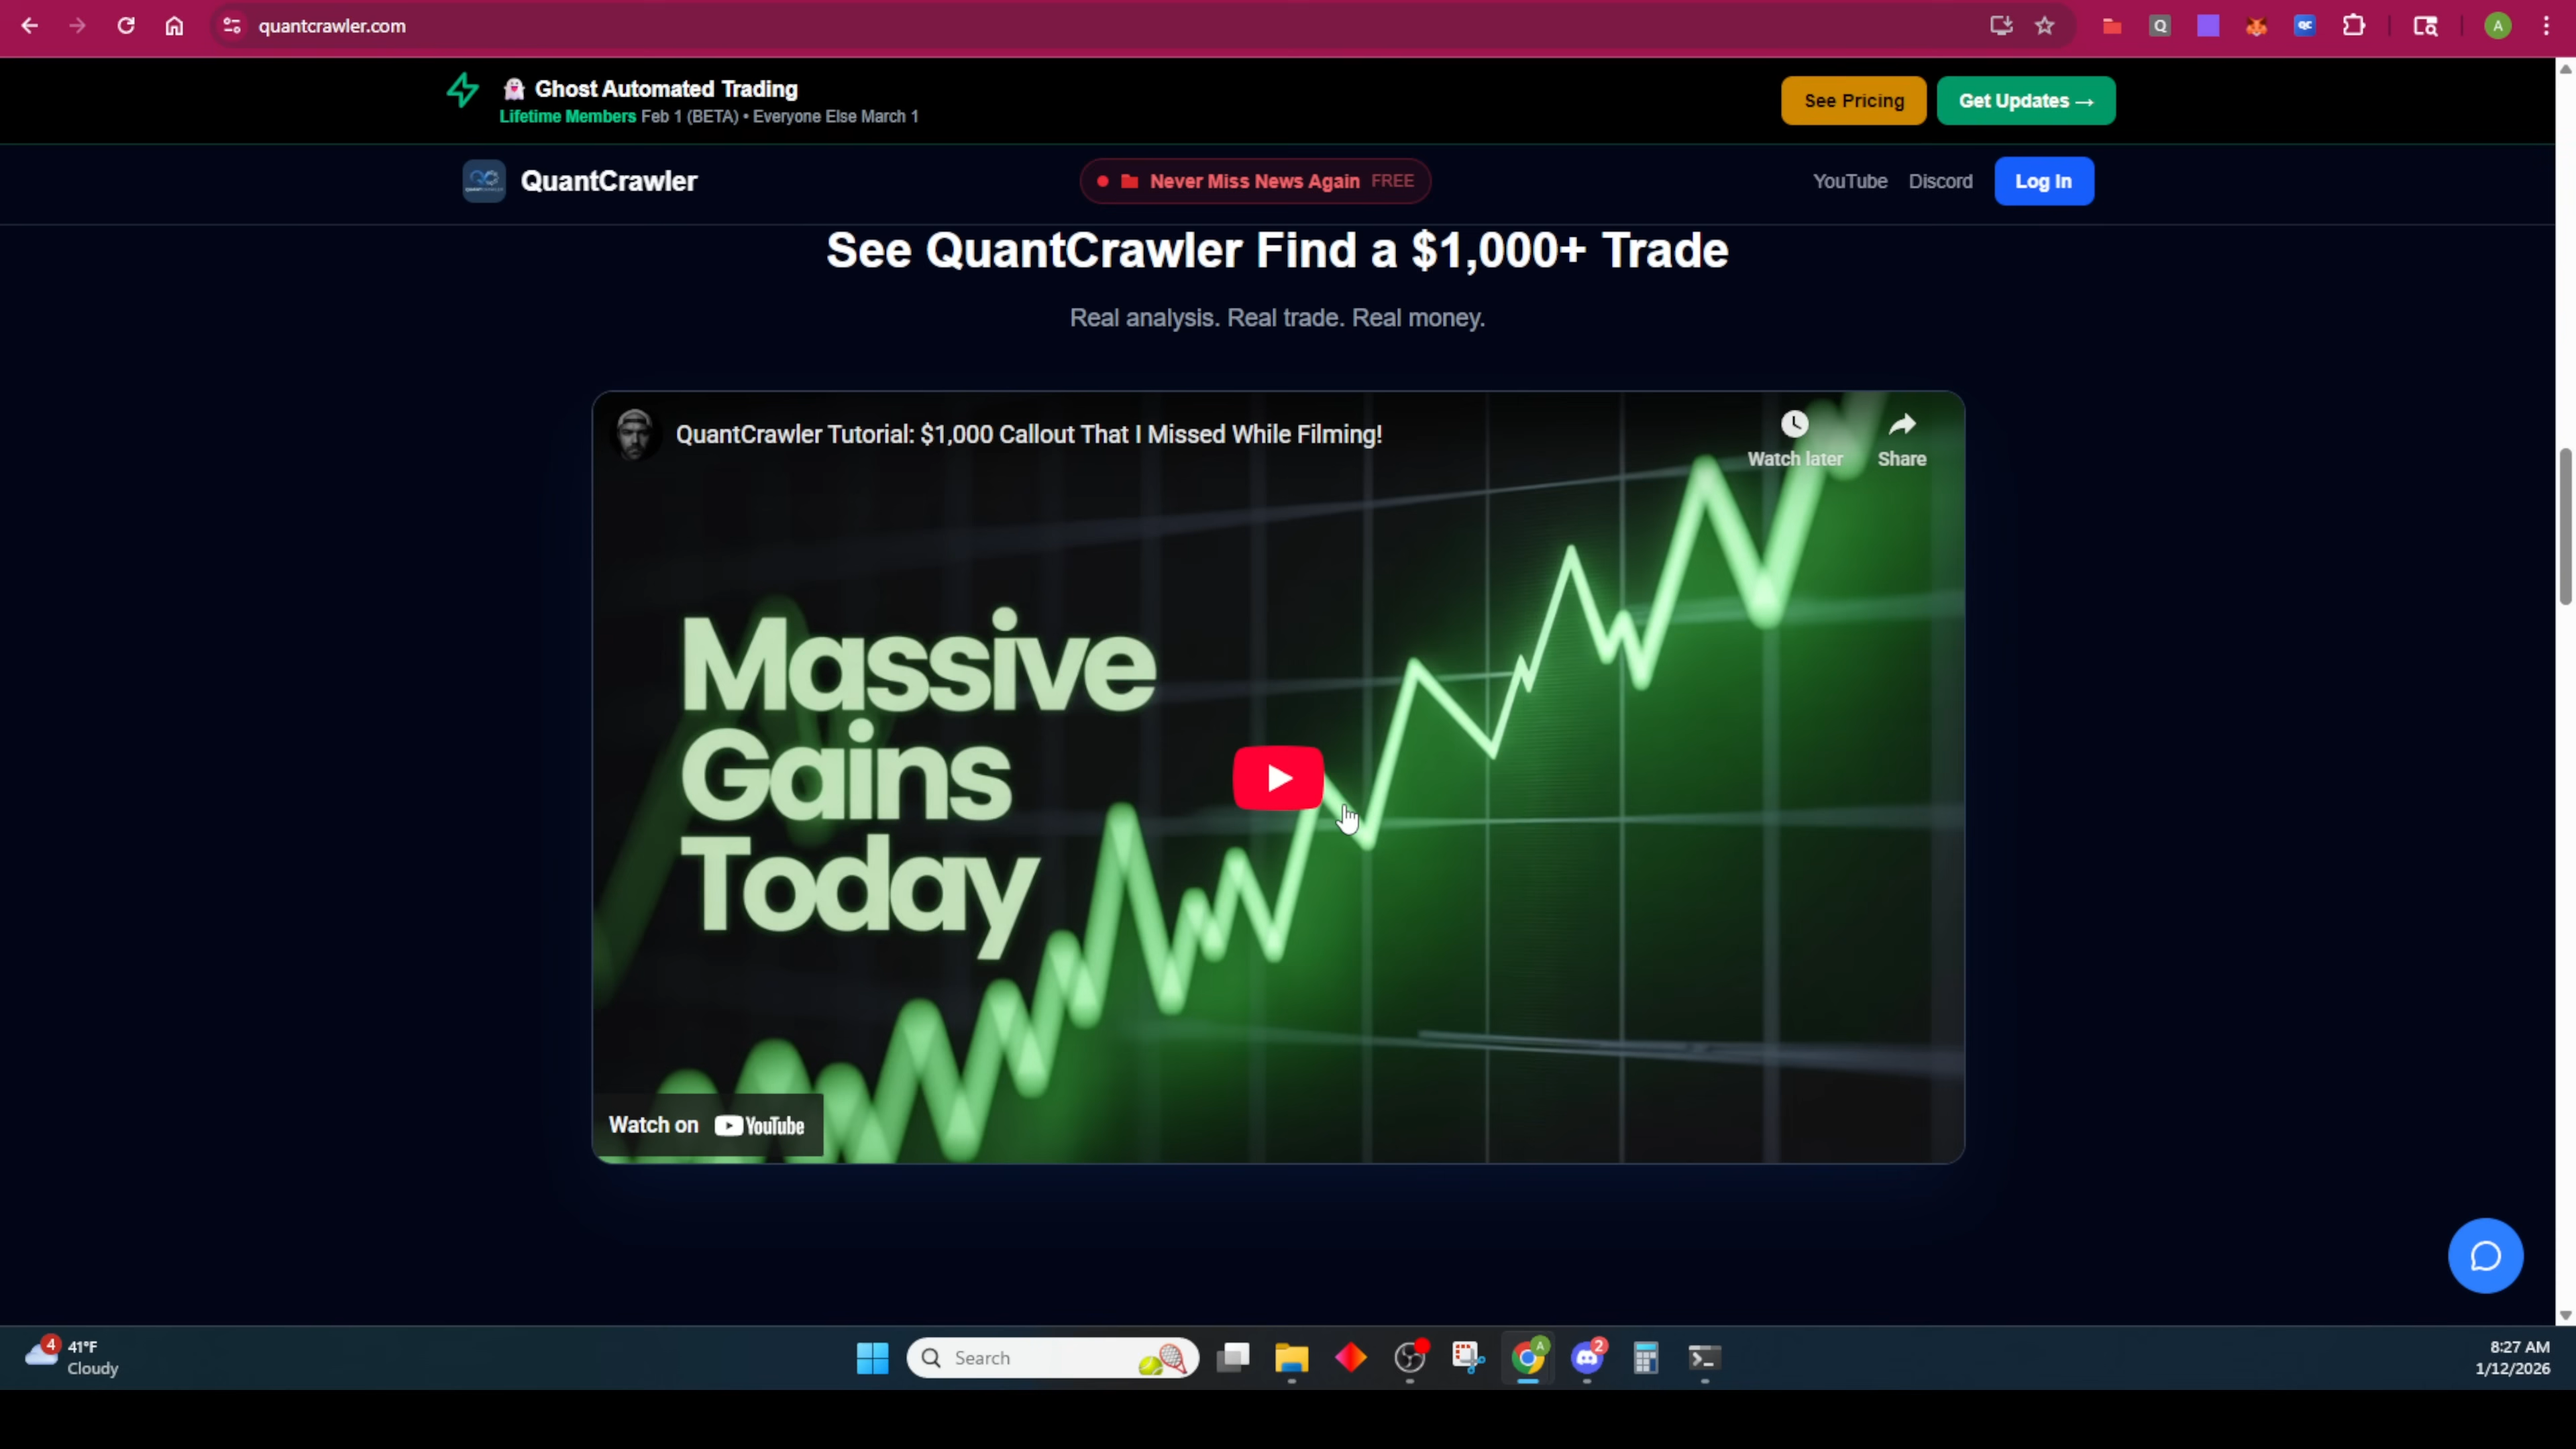 quantcrawler.com
Q
QC
A
👻 Ghost Automated Trading
Lifetime Members Feb 1 (BETA) • Everyone Else March 1
See Pricing
Get Updates →
QuantCrawler
Never Miss News Again FREE
YouTube
Discord
Log In
See QuantCrawler Find a $1,000+ Trade
Real analysis. Real trade. Real money.
QuantCrawler Tutorial: $1,000 Callout That I Missed While Filming!
Watch later
Share
Massive
Gains
Today
Watch on YouTube
4
41°F
Cloudy
Search
A
2
8:27 AM
1/12/2026